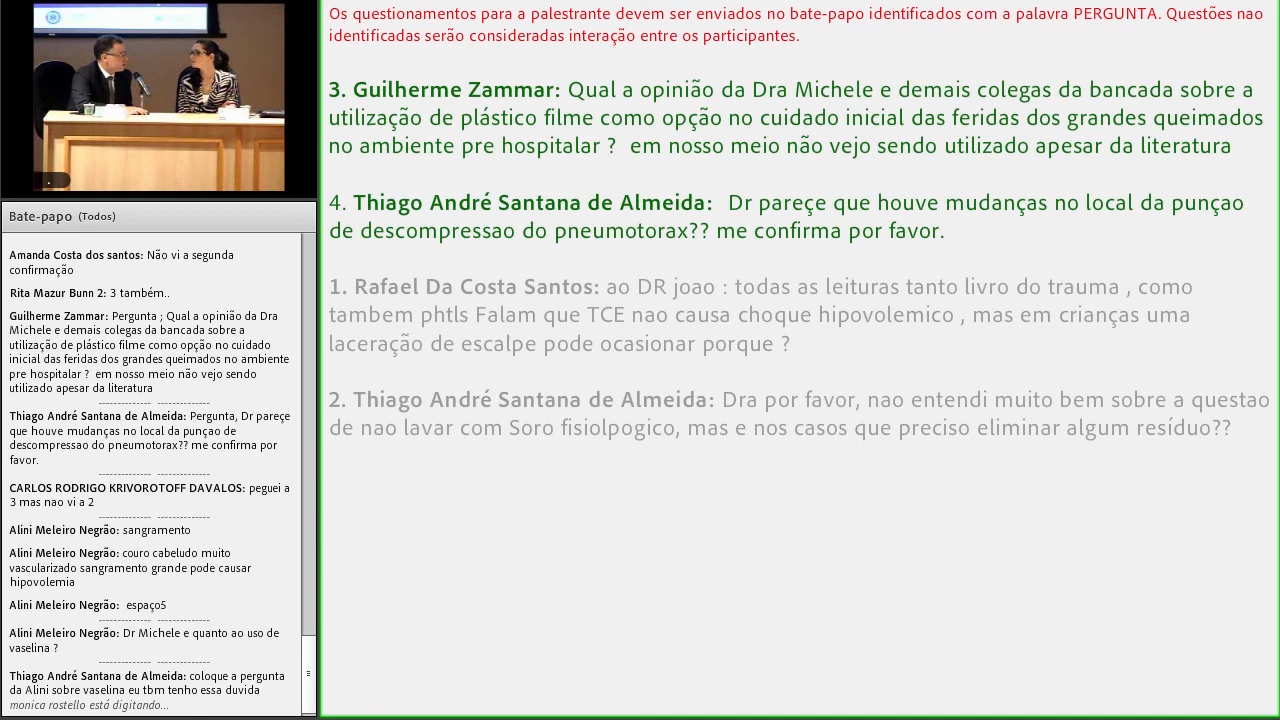 Os questionamentos para a palestrante devem ser enviados no bate-papo identificados com a palavra PERGUNTA. Questões nao
identificadas serão consideradas interação entre os participantes.
3. Guilherme Zammar: Qual a opinião da Dra Michele e demais colegas da bancada sobre a
utilização de plástico filme como opção no cuidado inicial das feridas dos grandes queimados
no ambiente pre hospitalar ?  em nosso meio não vejo sendo utilizado apesar da literatura
4. Thiago André Santana de Almeida:  Dr pareçe que houve mudanças no local da punçao
de descompressao do pneumotorax?? me confirma por favor.
1. Rafael Da Costa Santos: ao DR joao : todas as leituras tanto livro do trauma , como
tambem phtls Falam que TCE nao causa choque hipovolemico , mas em crianças uma
laceração de escalpe pode ocasionar porque ?
2. Thiago André Santana de Almeida: Dra por favor, nao entendi muito bem sobre a questao
de nao lavar com Soro fisiolpogico, mas e nos casos que preciso eliminar algum resíduo??
Bate-papo (Todos)
Amanda Costa dos santos: Não vi a segunda
confirmação
Rita Mazur Bunn 2: 3 também..
Guilherme Zammar: Pergunta ; Qual a opinião da Dra
Michele e demais colegas da bancada sobre a
utilização de plástico filme como opção no cuidado
inicial das feridas dos grandes queimados no ambiente
pre hospitalar ?  em nosso meio não vejo sendo
utilizado apesar da literatura
-------------- --------------
Thiago André Santana de Almeida: Pergunta, Dr pareçe
que houve mudanças no local da punçao de
descompressao do pneumotorax?? me confirma por
favor.
-------------- --------------
CARLOS RODRIGO KRIVOROTOFF DAVALOS: peguei a
3 mas nao vi a 2
-------------- --------------
Alini Meleiro Negrão: sangramento
Alini Meleiro Negrão: couro cabeludo muito
vascularizado sangramento grande pode causar
hipovolemia
Alini Meleiro Negrão:  espaço5
-------------- --------------
Alini Meleiro Negrão: Dr Michele e quanto ao uso de
vaselina ?
-------------- --------------
Thiago André Santana de Almeida: coloque a pergunta
da Alini sobre vaselina eu tbm tenho essa duvida
monica rostello está digitando...